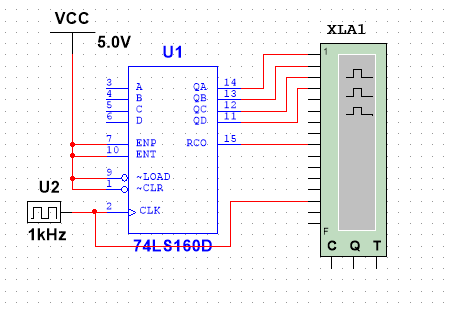 VCC
5.0V
XLA1
U1
3 A QA 14
4 B QB 13
5 C QC 12
6 D QD 11
7 ENP RCO 15
10 ENT
9 ~LOAD
1 ~CLR
2 CLK
74LS160D
U2
1kHz
1
F
C Q T